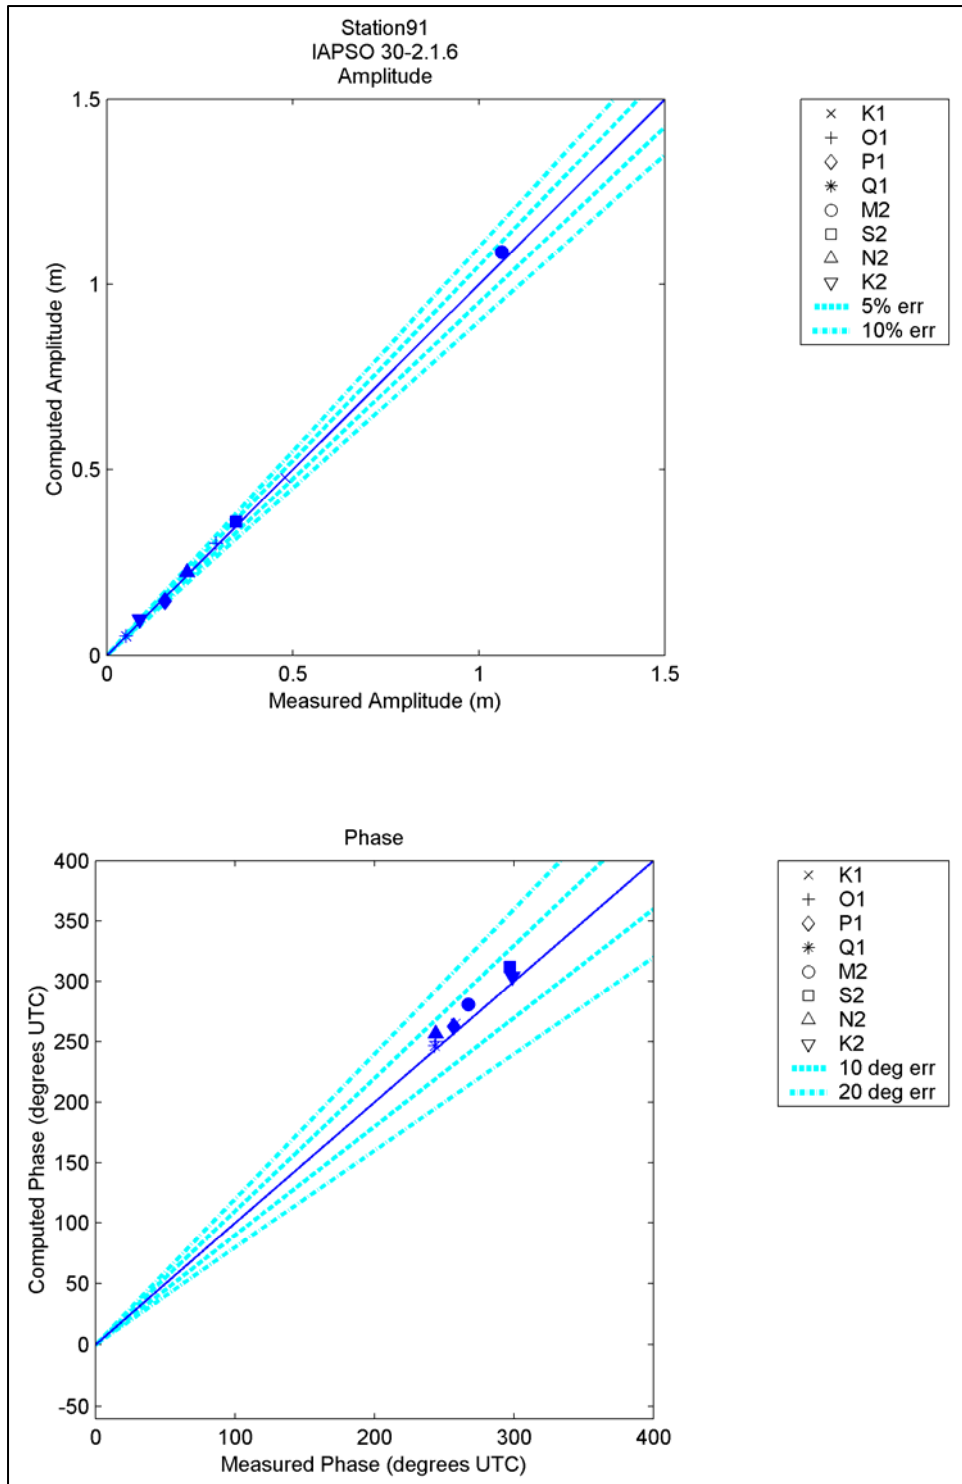 Station91
IAPSO 30-2.1.6
Amplitude
1.5
1
0.5
0
Computed Amplitude (m)
0
0.5
1
1.5
Measured Amplitude (m)
K1
O1
P1
Q1
M2
S2
N2
K2
5% err
10% err
Phase
400
350
300
250
200
150
100
50
0
-50
Computed Phase (degrees UTC)
0
100
200
300
400
Measured Phase (degrees UTC)
K1
O1
P1
Q1
M2
S2
N2
K2
10 deg err
20 deg err